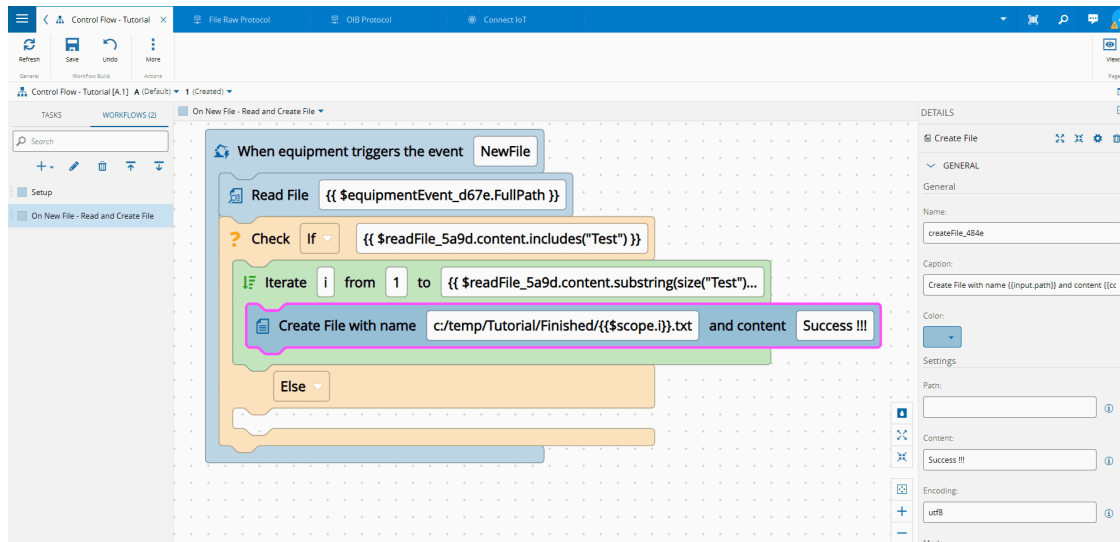 Control Flow - Tutorial
File Raw Protocol
OIB Protocol
Connect IoT
Refresh
Save
Undo
More
View
General
Workflow Build
Actions
Page
Control Flow - Tutorial [A.1] A (Default) 1 (Created)
TASKS
WORKFLOWS (2)
Search
Setup
On New File - Read and Create File
On New File - Read and Create File
When equipment triggers the event NewFile
Read File {{ $equipmentEvent_d67e.FullPath }}
? Check If {{ $readFile_5a9d.content.includes("Test") }}
Iterate i from 1 to {{ $readFile_5a9d.content.substring(size("Test")...
Create File with name c:/temp/Tutorial/Finished/{{$scope.i}}.txt and content Success !!!
Else
DETAILS
Create File
GENERAL
General
Name:
createFile_484e
Caption:
Create File with name {{input.path}} and content {{cc
Color:
Settings
Path:
Content:
Success !!!
Encoding:
utf8